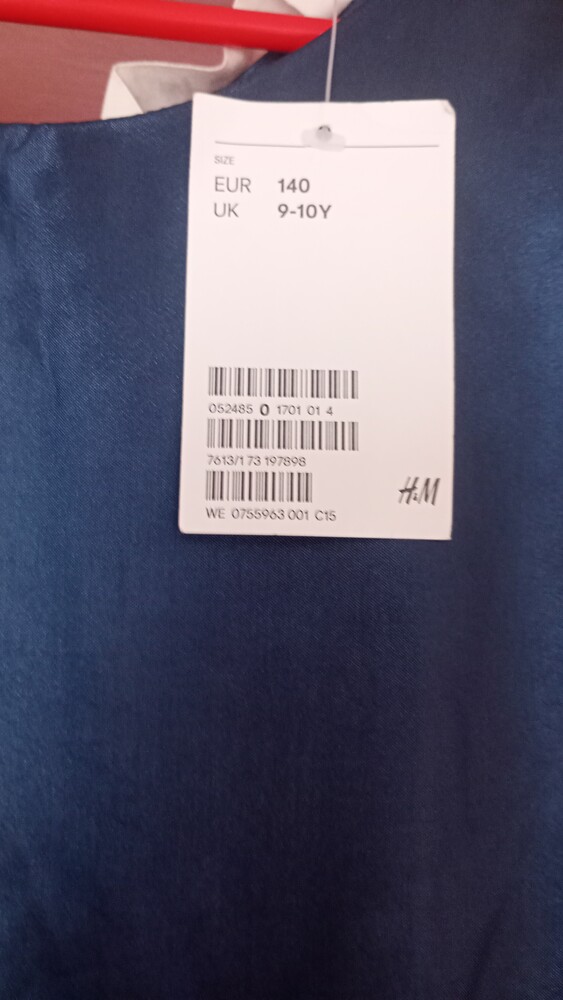 SIZE
EUR 140
UK 9-10Y
052485 0 1701 01 4
7613/1 73 197898
H&M
WE 0755963 001 C15